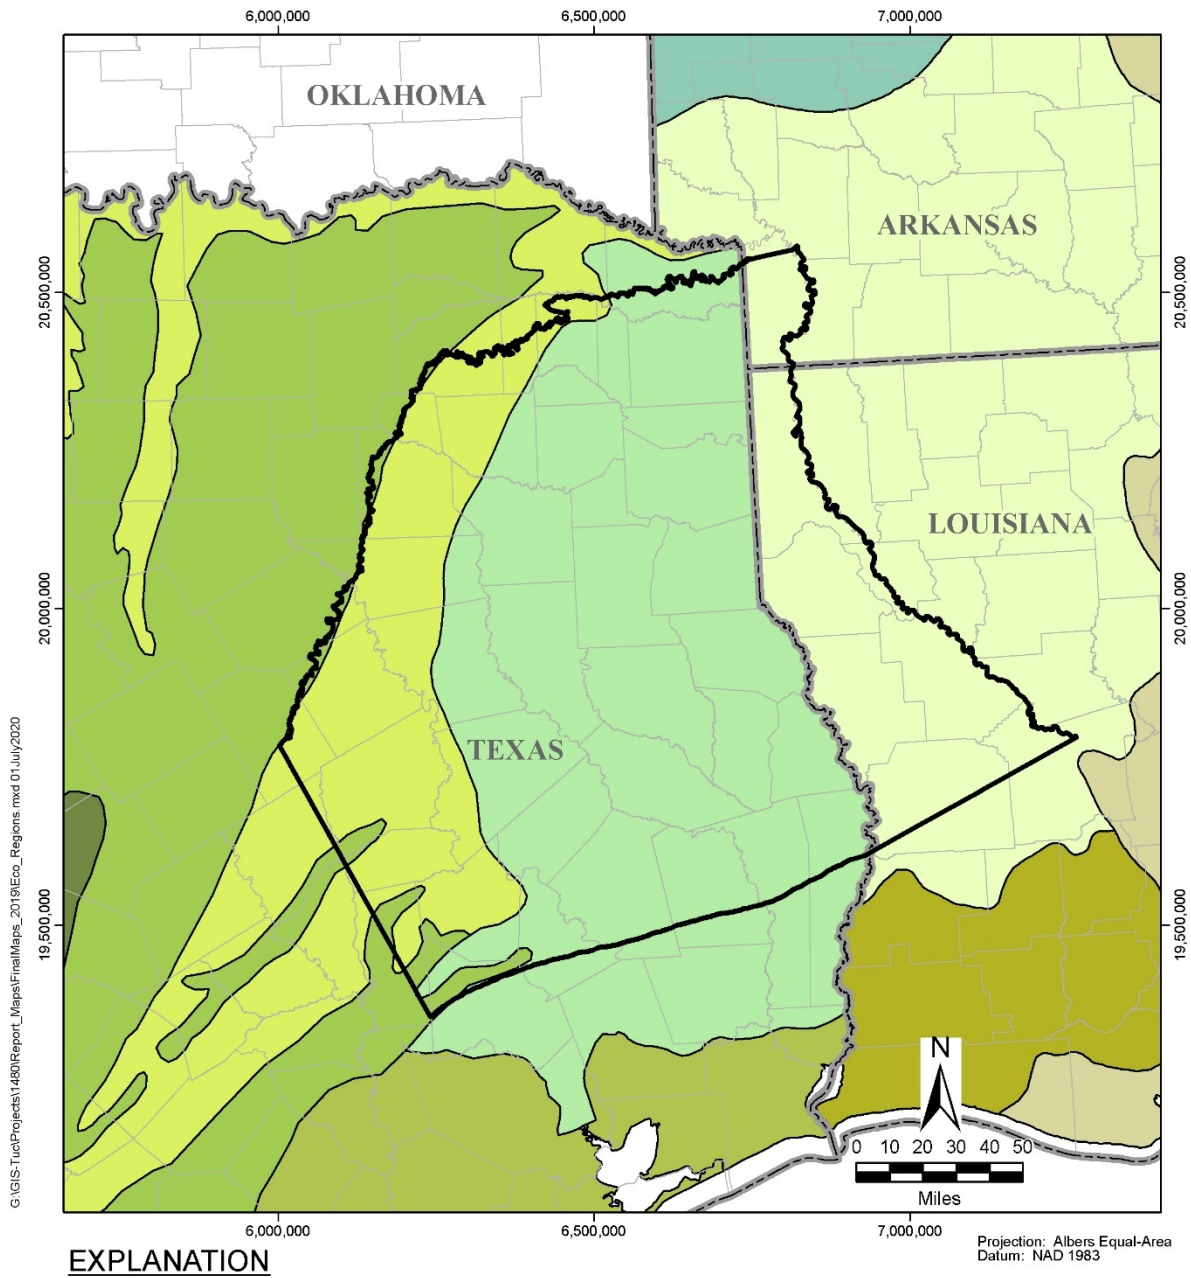 6,000,000
6,500,000
7,000,000
OKLAHOMA
ARKANSAS
20,500,000
20,500,000
LOUISIANA
20,000,000
20,000,000
TEXAS
19,500,000
19,500,000
N
0 10 20 30 40 50
Miles
6,000,000
6,500,000
7,000,000
G:\GIS-Tuc\Projects\1480\Report_Maps\FinalMaps_2019\Eco_Regions.mxd 01July2020
EXPLANATION
Projection: Albers Equal-Area
Datum: NAD 1983